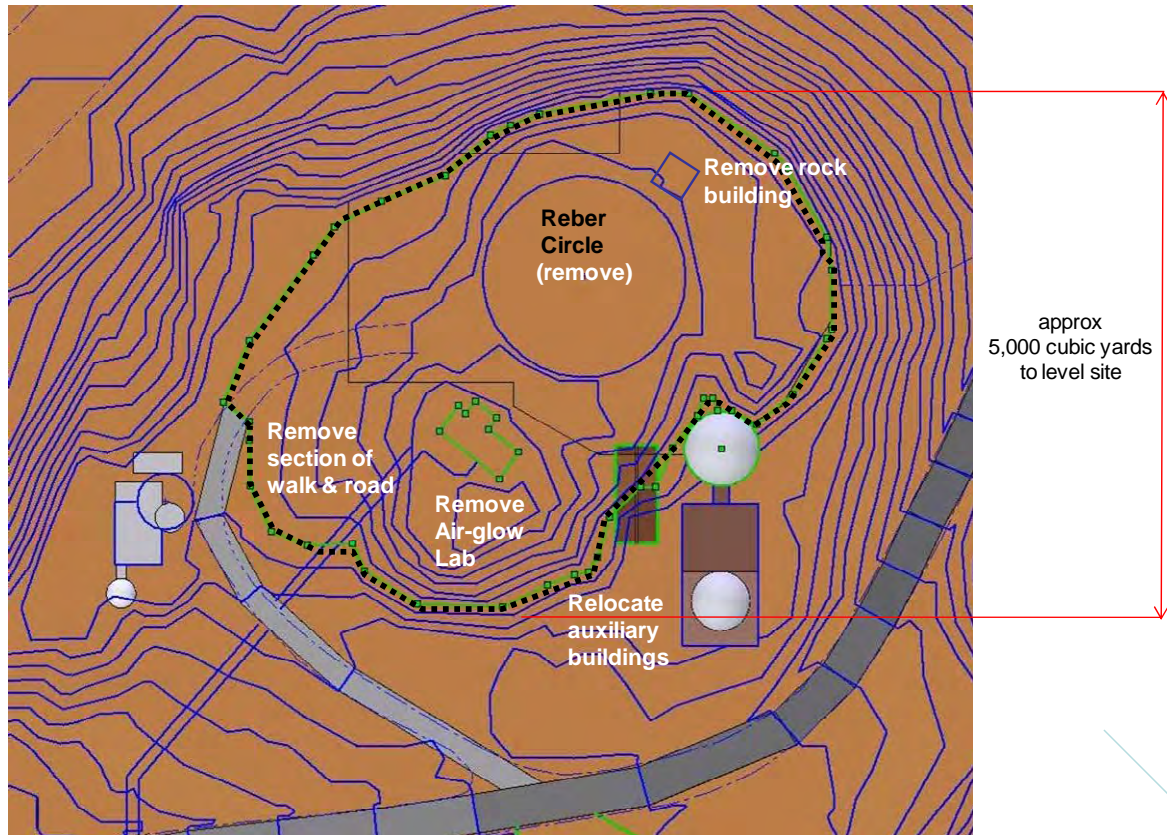 Remove rock
building
Reber
Circle
(remove)
approx
5,000 cubic yards
to level site
Remove
section of
walk & road
Remove
Air-glow
Lab
Relocate
auxiliary
buildings